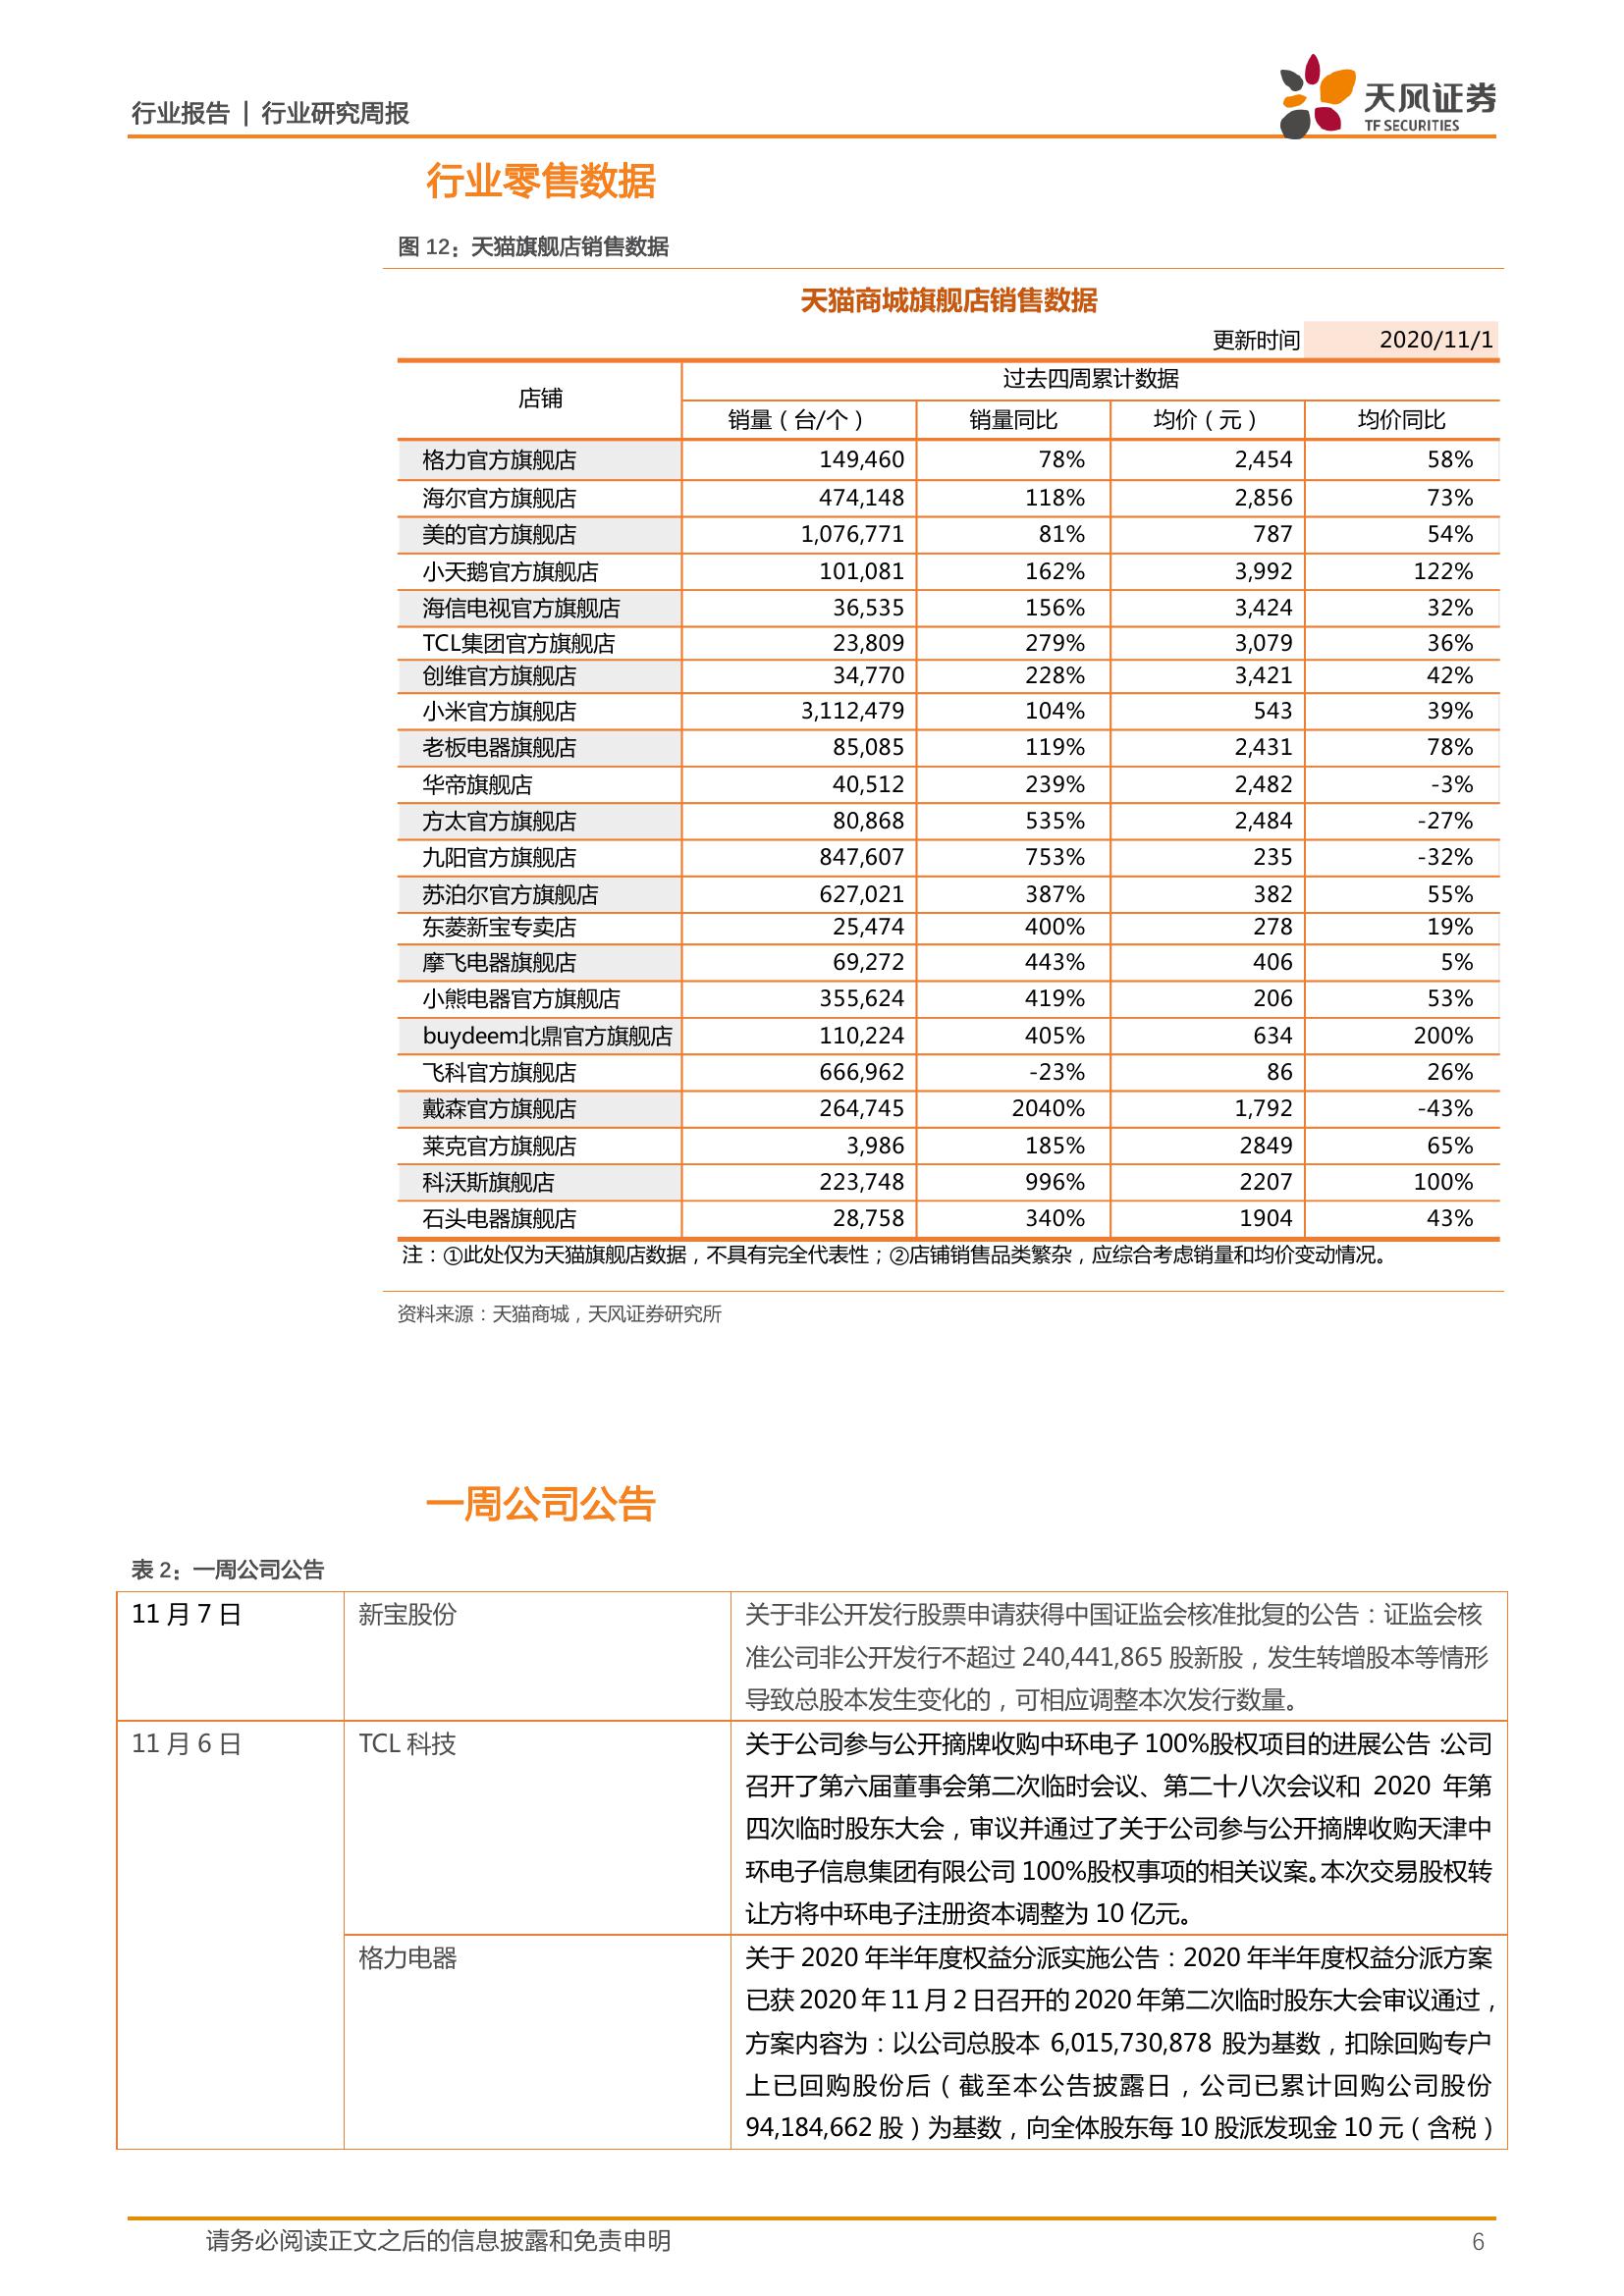 行业报告 | 行业研究周报
天风证券
TF SECURITIES
行业零售数据
图 12：天猫旗舰店销售数据
天猫商城旗舰店销售数据
更新时间 2020/11/1
店铺 过去四周累计数据
销量（台/个） 销量同比 均价（元） 均价同比
格力官方旗舰店 149,460 78% 2,454 58%
海尔官方旗舰店 474,148 118% 2,856 73%
美的官方旗舰店 1,076,771 81% 787 54%
小天鹅官方旗舰店 101,081 162% 3,992 122%
海信电视官方旗舰店 36,535 156% 3,424 32%
TCL集团官方旗舰店 23,809 279% 3,079 36%
创维官方旗舰店 34,770 228% 3,421 42%
小米官方旗舰店 3,112,479 104% 543 39%
老板电器旗舰店 85,085 119% 2,431 78%
华帝旗舰店 40,512 239% 2,482 -3%
方太官方旗舰店 80,868 535% 2,484 -27%
九阳官方旗舰店 847,607 753% 235 -32%
苏泊尔官方旗舰店 627,021 387% 382 55%
东菱新宝专卖店 25,474 400% 278 19%
摩飞电器旗舰店 69,272 443% 406 5%
小熊电器官方旗舰店 355,624 419% 206 53%
buydeem北鼎官方旗舰店 110,224 405% 634 200%
飞科官方旗舰店 666,962 -23% 86 26%
戴森官方旗舰店 264,745 2040% 1,792 -43%
莱克官方旗舰店 3,986 185% 2849 65%
科沃斯旗舰店 223,748 996% 2207 100%
石头电器旗舰店 28,758 340% 1904 43%
注：①此处仅为天猫旗舰店数据，不具有完全代表性；②店铺销售品类繁杂，应综合考虑销量和均价变动情况。
资料来源：天猫商城，天风证券研究所
一周公司公告
表 2：一周公司公告
11 月 7 日 新宝股份 关于非公开发行股票申请获得中国证监会核准批复的公告：证监会核
准公司非公开发行不超过 240,441,865 股新股，发生转增股本等情形
导致总股本发生变化的，可相应调整本次发行数量。
11 月 6 日 TCL 科技 关于公司参与公开摘牌收购中环电子 100%股权项目的进展公告：公司
召开了第六届董事会第二次临时会议、第二十八次会议和 2020 年第
四次临时股东大会，审议并通过了关于公司参与公开摘牌收购天津中
环电子信息集团有限公司 100%股权事项的相关议案。本次交易股权转
让方将中环电子注册资本调整为 10 亿元。
格力电器 关于 2020 年半年度权益分派实施公告：2020 年半年度权益分派方案
已获 2020 年 11 月 2 日召开的 2020 年第二次临时股东大会审议通过，
方案内容为：以公司总股本 6,015,730,878 股为基数，扣除回购专户
上已回购股份后（截至本公告披露日，公司已累计回购公司股份
94,184,662 股）为基数，向全体股东每 10 股派发现金 10 元（含税）
请务必阅读正文之后的信息披露和免责申明 6